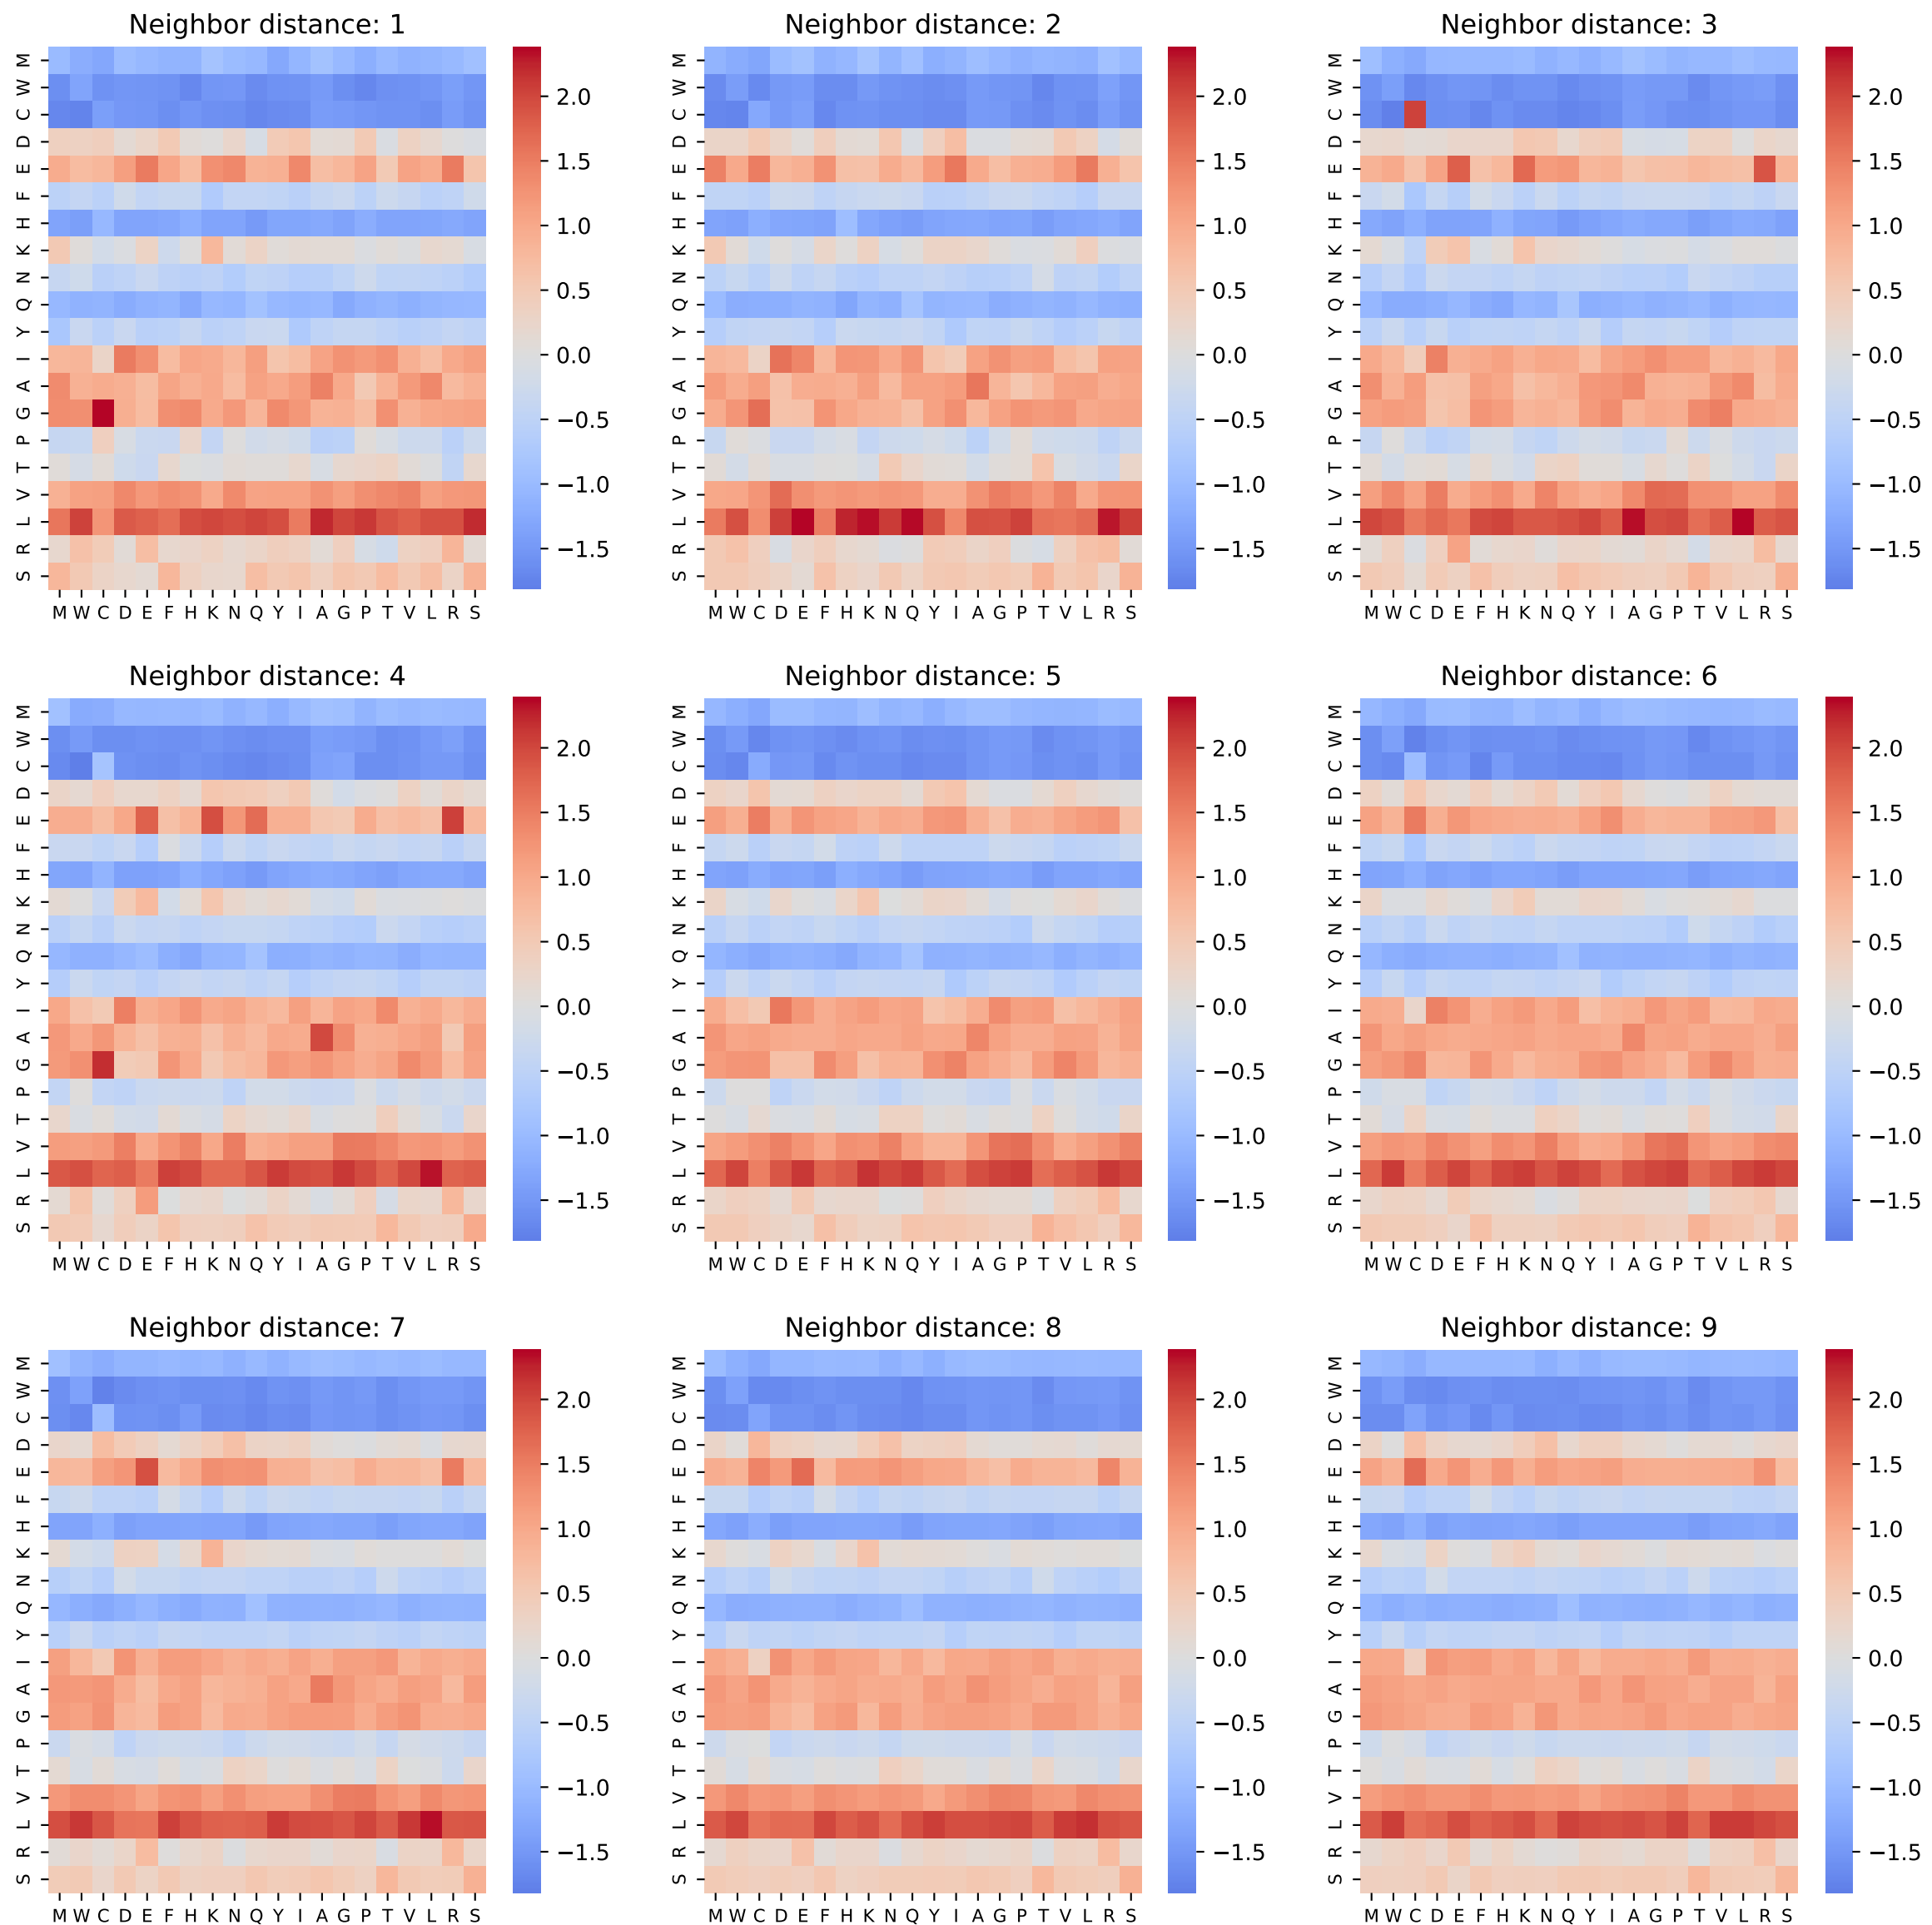 Neighbor distance: 1
M
W
C
D
E
F
H
K
N
Q
Y
I
A
G
P
T
V
L
R
S
M W C D E F H K N Q Y I A G P T V L R S
2.0
1.5
1.0
0.5
0.0
−0.5
−1.0
−1.5
Neighbor distance: 2
M
W
C
D
E
F
H
K
N
Q
Y
I
A
G
P
T
V
L
R
S
M W C D E F H K N Q Y I A G P T V L R S
2.0
1.5
1.0
0.5
0.0
−0.5
−1.0
−1.5
Neighbor distance: 3
M
W
C
D
E
F
H
K
N
Q
Y
I
A
G
P
T
V
L
R
S
M W C D E F H K N Q Y I A G P T V L R S
2.0
1.5
1.0
0.5
0.0
−0.5
−1.0
−1.5
Neighbor distance: 4
M
W
C
D
E
F
H
K
N
Q
Y
I
A
G
P
T
V
L
R
S
M W C D E F H K N Q Y I A G P T V L R S
2.0
1.5
1.0
0.5
0.0
−0.5
−1.0
−1.5
Neighbor distance: 5
M
W
C
D
E
F
H
K
N
Q
Y
I
A
G
P
T
V
L
R
S
M W C D E F H K N Q Y I A G P T V L R S
2.0
1.5
1.0
0.5
0.0
−0.5
−1.0
−1.5
Neighbor distance: 6
M
W
C
D
E
F
H
K
N
Q
Y
I
A
G
P
T
V
L
R
S
M W C D E F H K N Q Y I A G P T V L R S
2.0
1.5
1.0
0.5
0.0
−0.5
−1.0
−1.5
Neighbor distance: 7
M
W
C
D
E
F
H
K
N
Q
Y
I
A
G
P
T
V
L
R
S
M W C D E F H K N Q Y I A G P T V L R S
2.0
1.5
1.0
0.5
0.0
−0.5
−1.0
−1.5
Neighbor distance: 8
M
W
C
D
E
F
H
K
N
Q
Y
I
A
G
P
T
V
L
R
S
M W C D E F H K N Q Y I A G P T V L R S
2.0
1.5
1.0
0.5
0.0
−0.5
−1.0
−1.5
Neighbor distance: 9
M
W
C
D
E
F
H
K
N
Q
Y
I
A
G
P
T
V
L
R
S
M W C D E F H K N Q Y I A G P T V L R S
2.0
1.5
1.0
0.5
0.0
−0.5
−1.0
−1.5